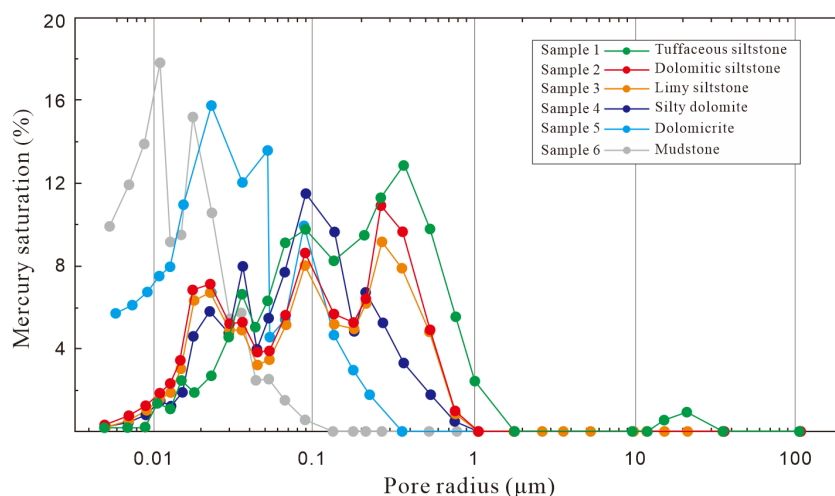 20
16
12
8
4
Mercury saturation (%)
Sample 1 Tuffaceous siltstone
Sample 2 Dolomitic siltstone
Sample 3 Limy siltstone
Sample 4 Silty dolomite
Sample 5 Dolomicrite
Sample 6 Mudstone
0.01 0.1 1 10 100
Pore radius (μm)